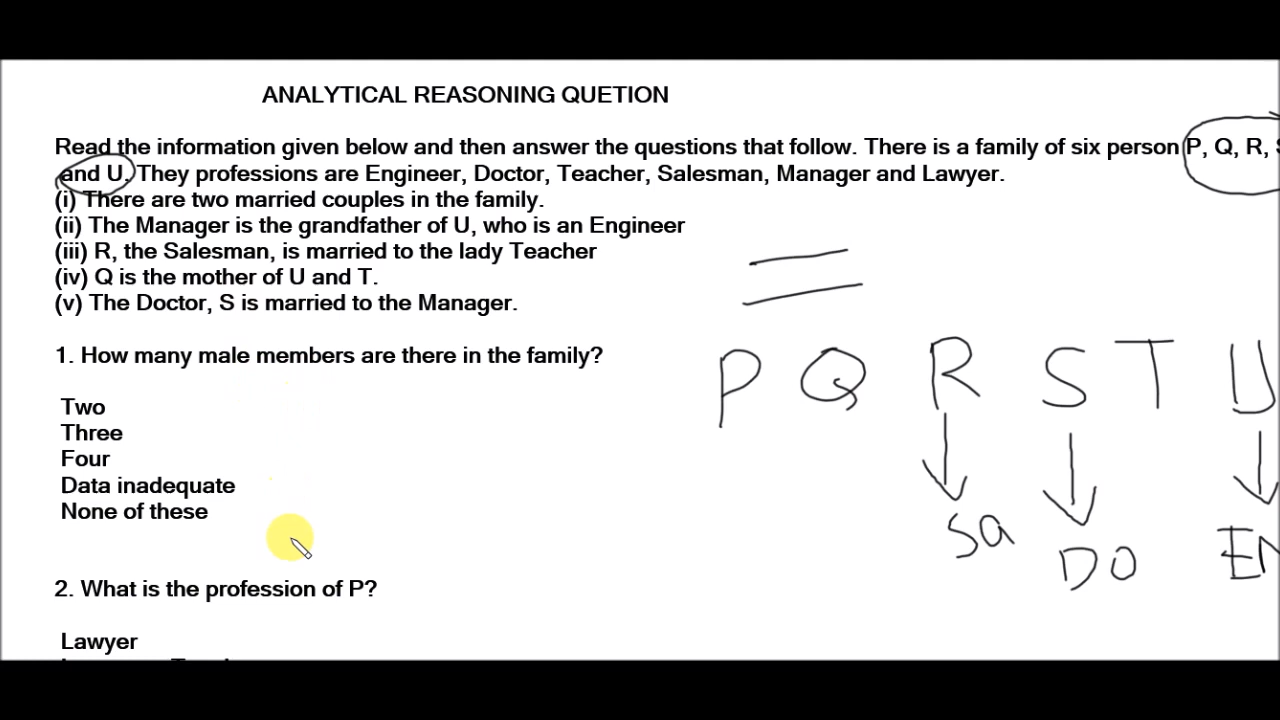 ANALYTICAL REASONING QUETION
Read the information given below and then answer the questions that follow. There is a family of six person P, Q, R,
and U. They professions are Engineer, Doctor, Teacher, Salesman, Manager and Lawyer.
(i) There are two married couples in the family.
(ii) The Manager is the grandfather of U, who is an Engineer
(iii) R, the Salesman, is married to the lady Teacher
(iv) Q is the mother of U and T.
(v) The Doctor, S is married to the Manager.
1. How many male members are there in the family?
Two
Three
Four
Data inadequate
None of these
P Q R S T U
Sa
DO
EN
2. What is the profession of P?
Lawyer